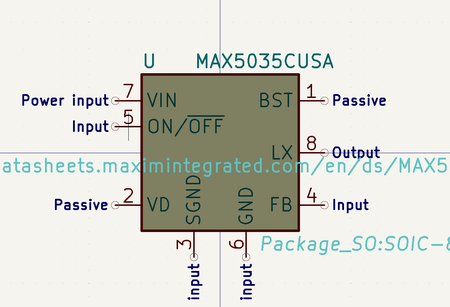 U MAX5035CUSA
Power input 7 VIN BST 1 Passive
Input 5 ON/OFF
LX 8 Output
atasheets.maximintegrated.com/en/ds/MAX5
Passive 2 VD SGND GND FB 4 Input
3 6 Package_SO:SOIC-8
input input